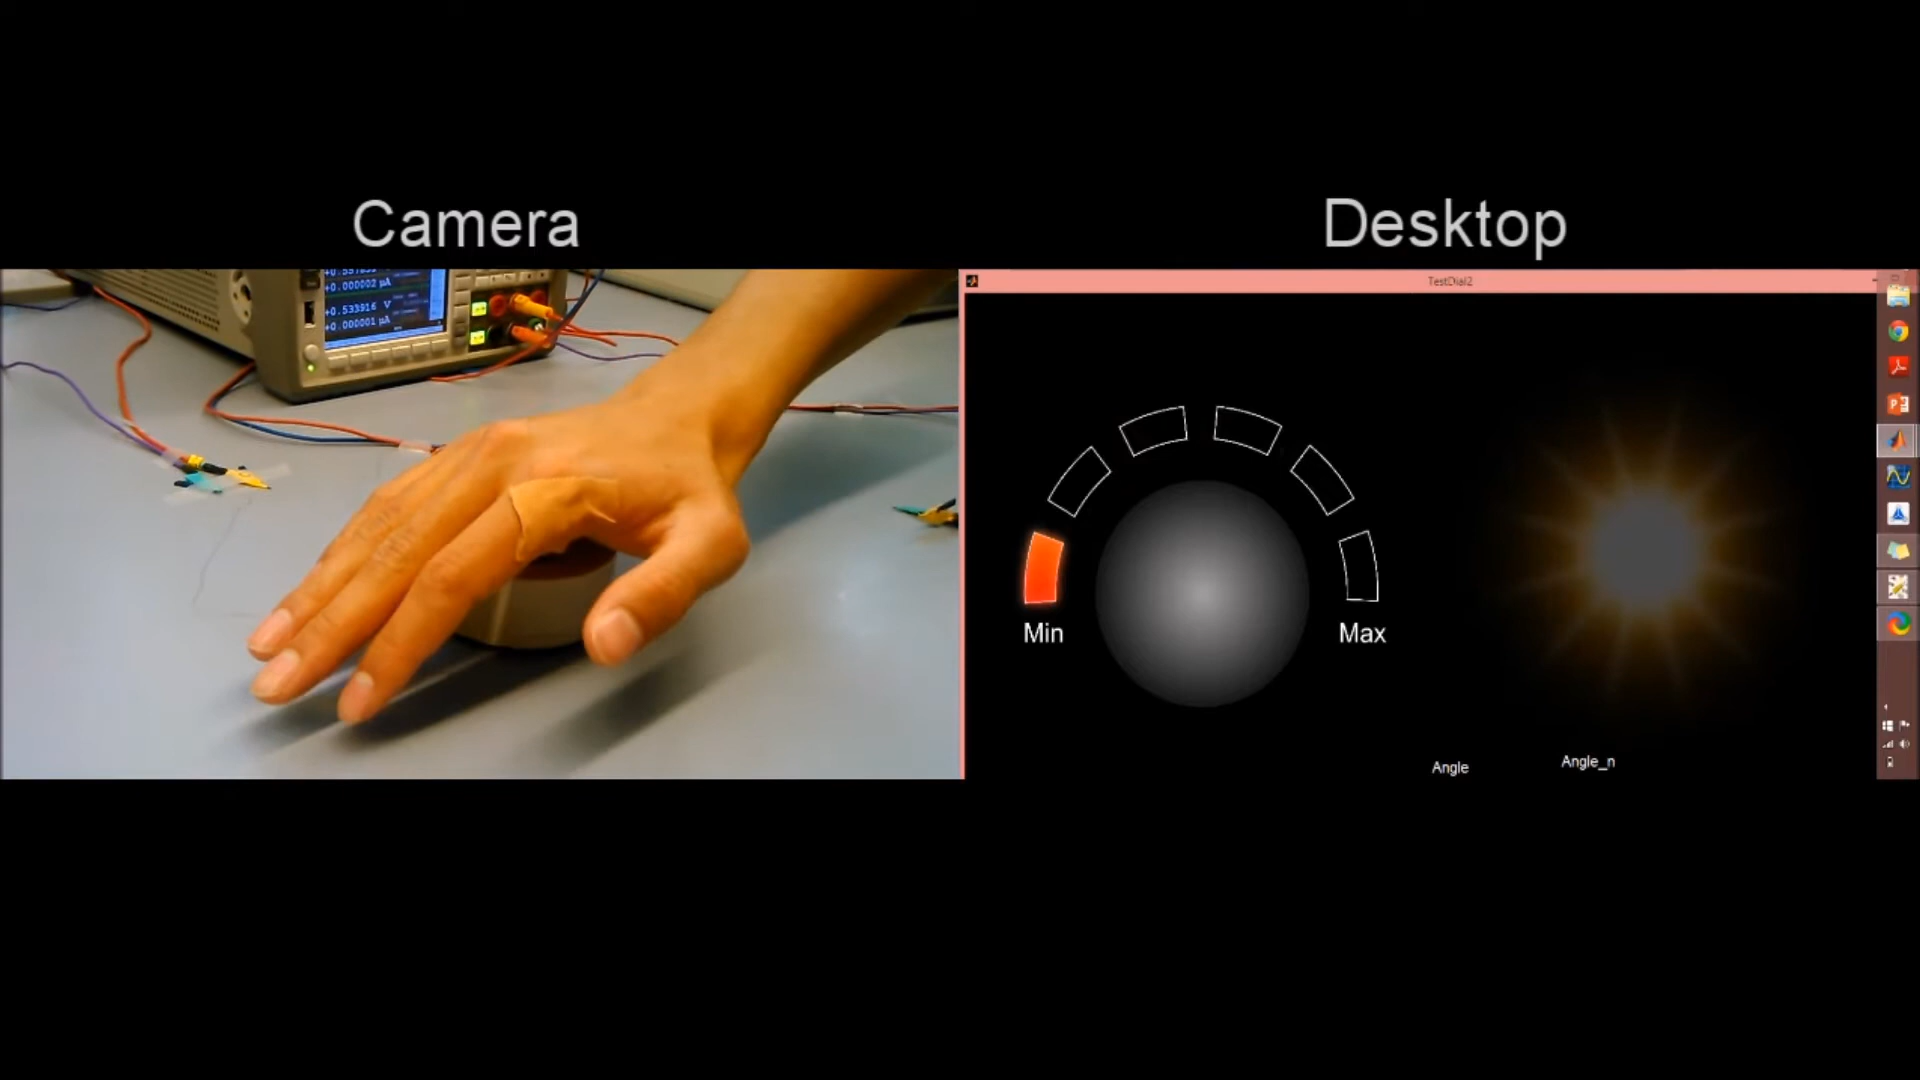 Camera
Desktop
TestDial2
+0.000002 µA
+0.533916 V
+0.000001 µA
Min
Max
Angle
Angle_n